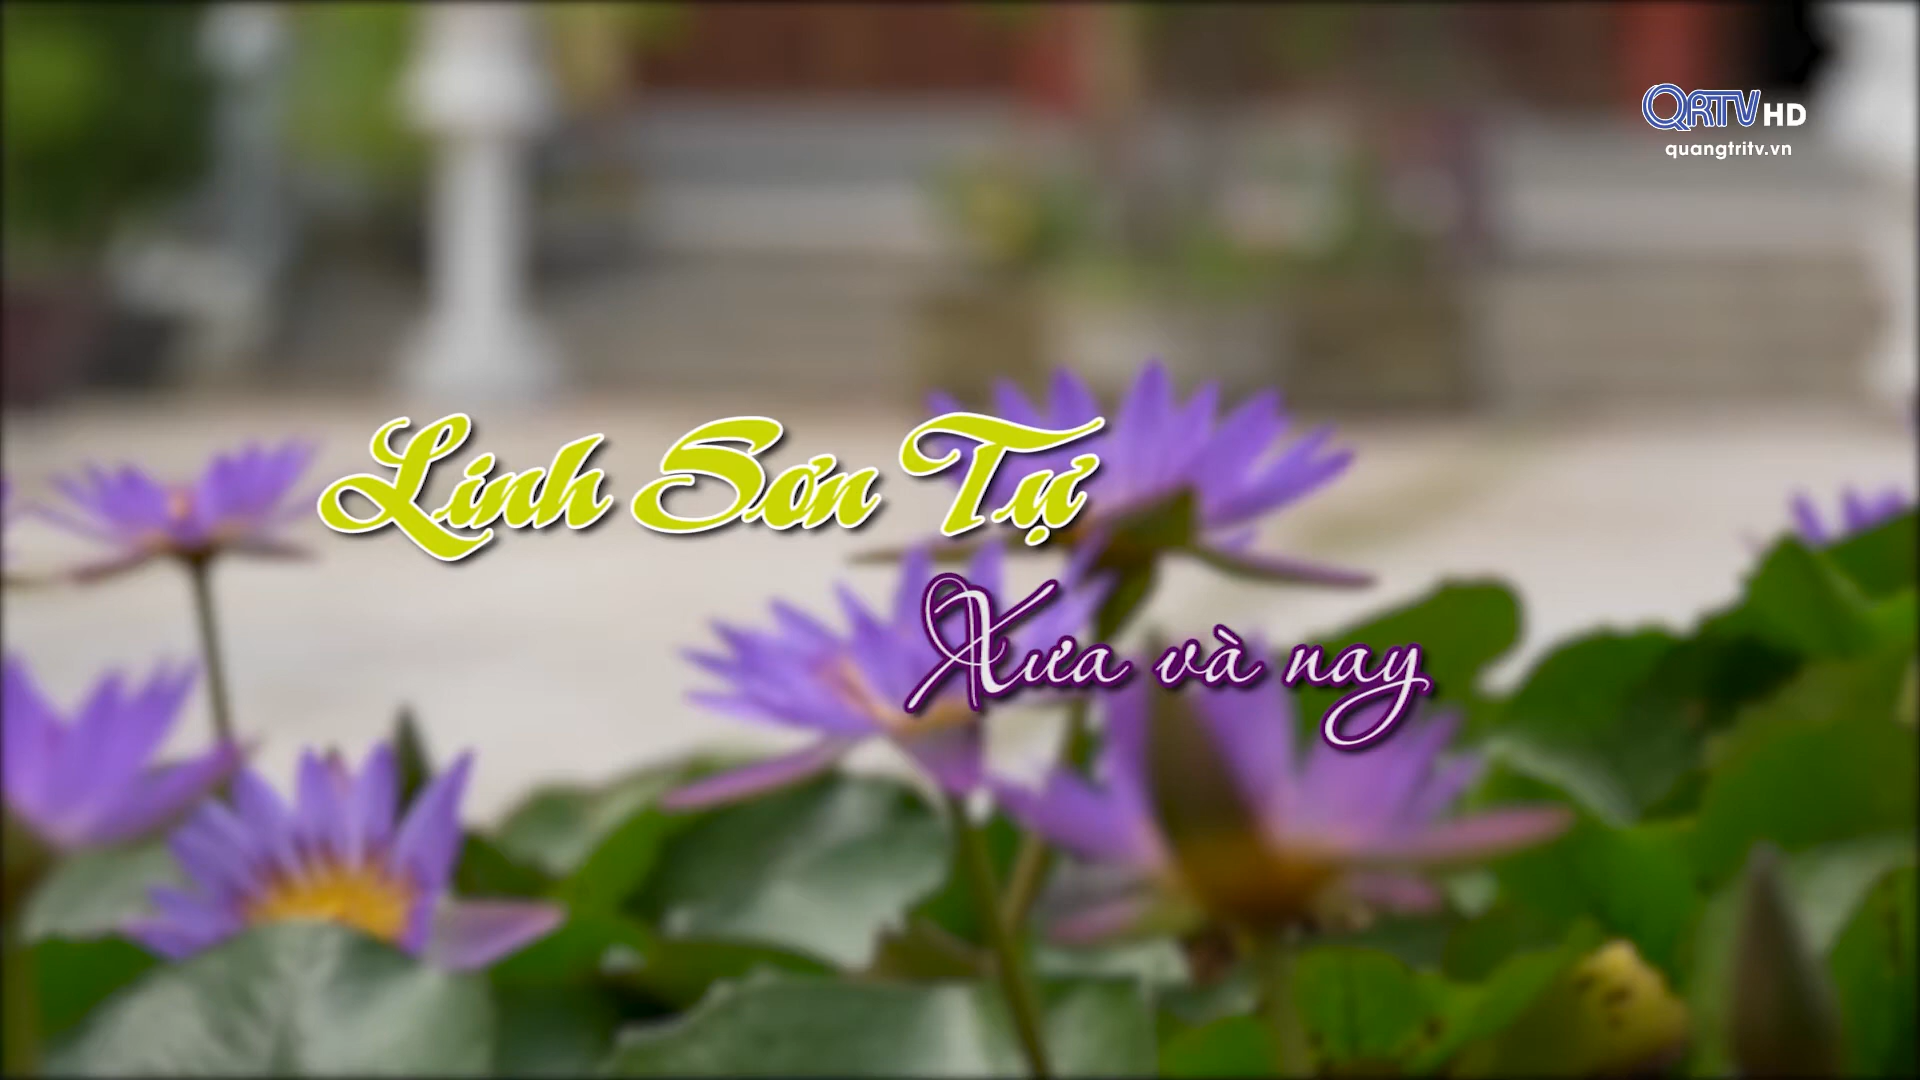 QRTV HD
quangtritv.vn
Linh Sơn Tự
Xưa và nay